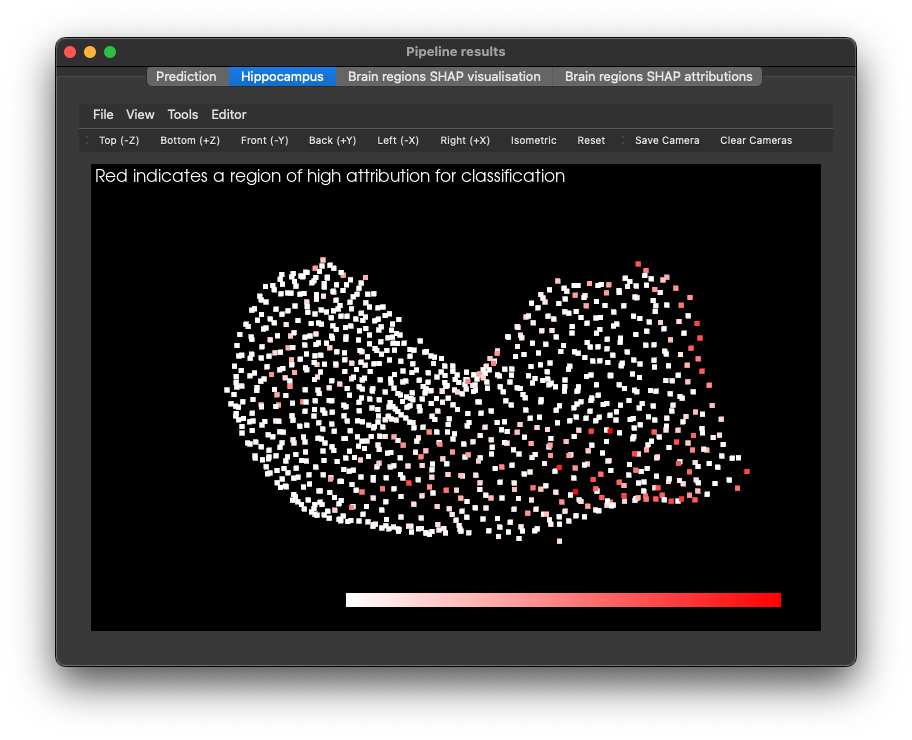 Pipeline results
Prediction Hippocampus Brain regions SHAP visualisation Brain regions SHAP attributions
File View Tools Editor
Top (-Z) Bottom (+Z) Front (-Y) Back (+Y) Left (-X) Right (+X) Isometric Reset Save Camera Clear Cameras
Red indicates a region of high attribution for classification